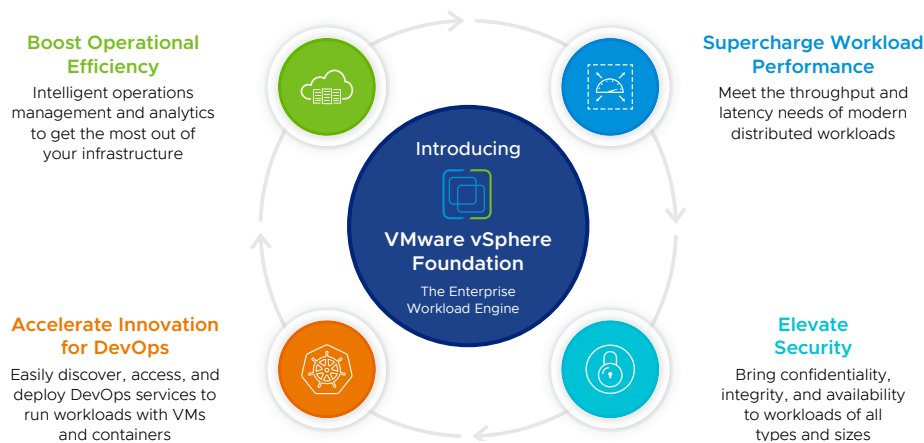 Boost Operational
Efficiency
Intelligent operations
management and analytics
to get the most out of
your infrastructure
Supercharge Workload
Performance
Meet the throughput and
latency needs of modern
distributed workloads
Introducing
VMware vSphere
Foundation
The Enterprise
Workload Engine
Accelerate Innovation
for DevOps
Easily discover, access, and
deploy DevOps services to
run workloads with VMs
and containers
Elevate
Security
Bring confidentiality,
integrity, and availability
to workloads of all
types and sizes